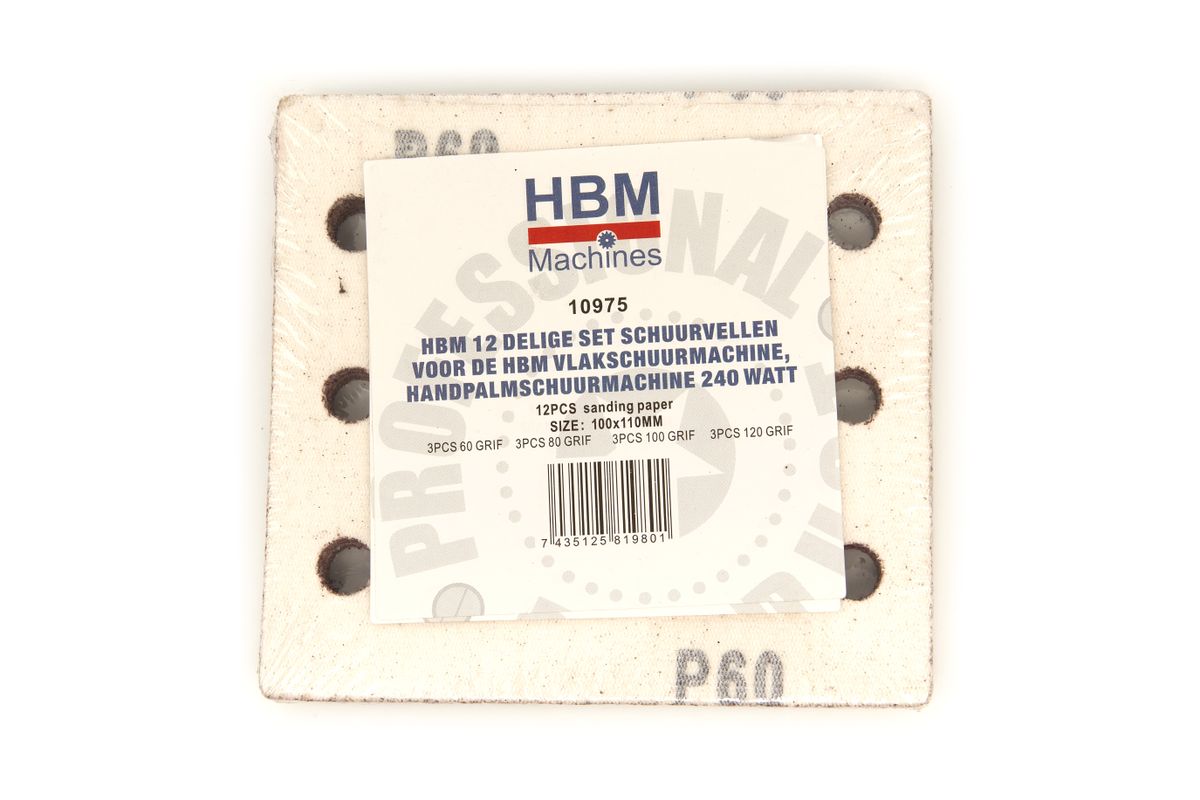 P60
HBM
Machines
PROFESSIONAL
10975
HBM 12 DELIGE SET SCHUURVELLEN
VOOR DE HBM VLAKSCHUURMACHINE,
HANDPALMSCHUURMACHINE 240 WATT
12PCS sanding paper
SIZE: 100x110MM
3PCS 60 GRIF 3PCS 80 GRIF 3PCS 100 GRIF 3PCS 120 GRIF
7 435125 819801
P60